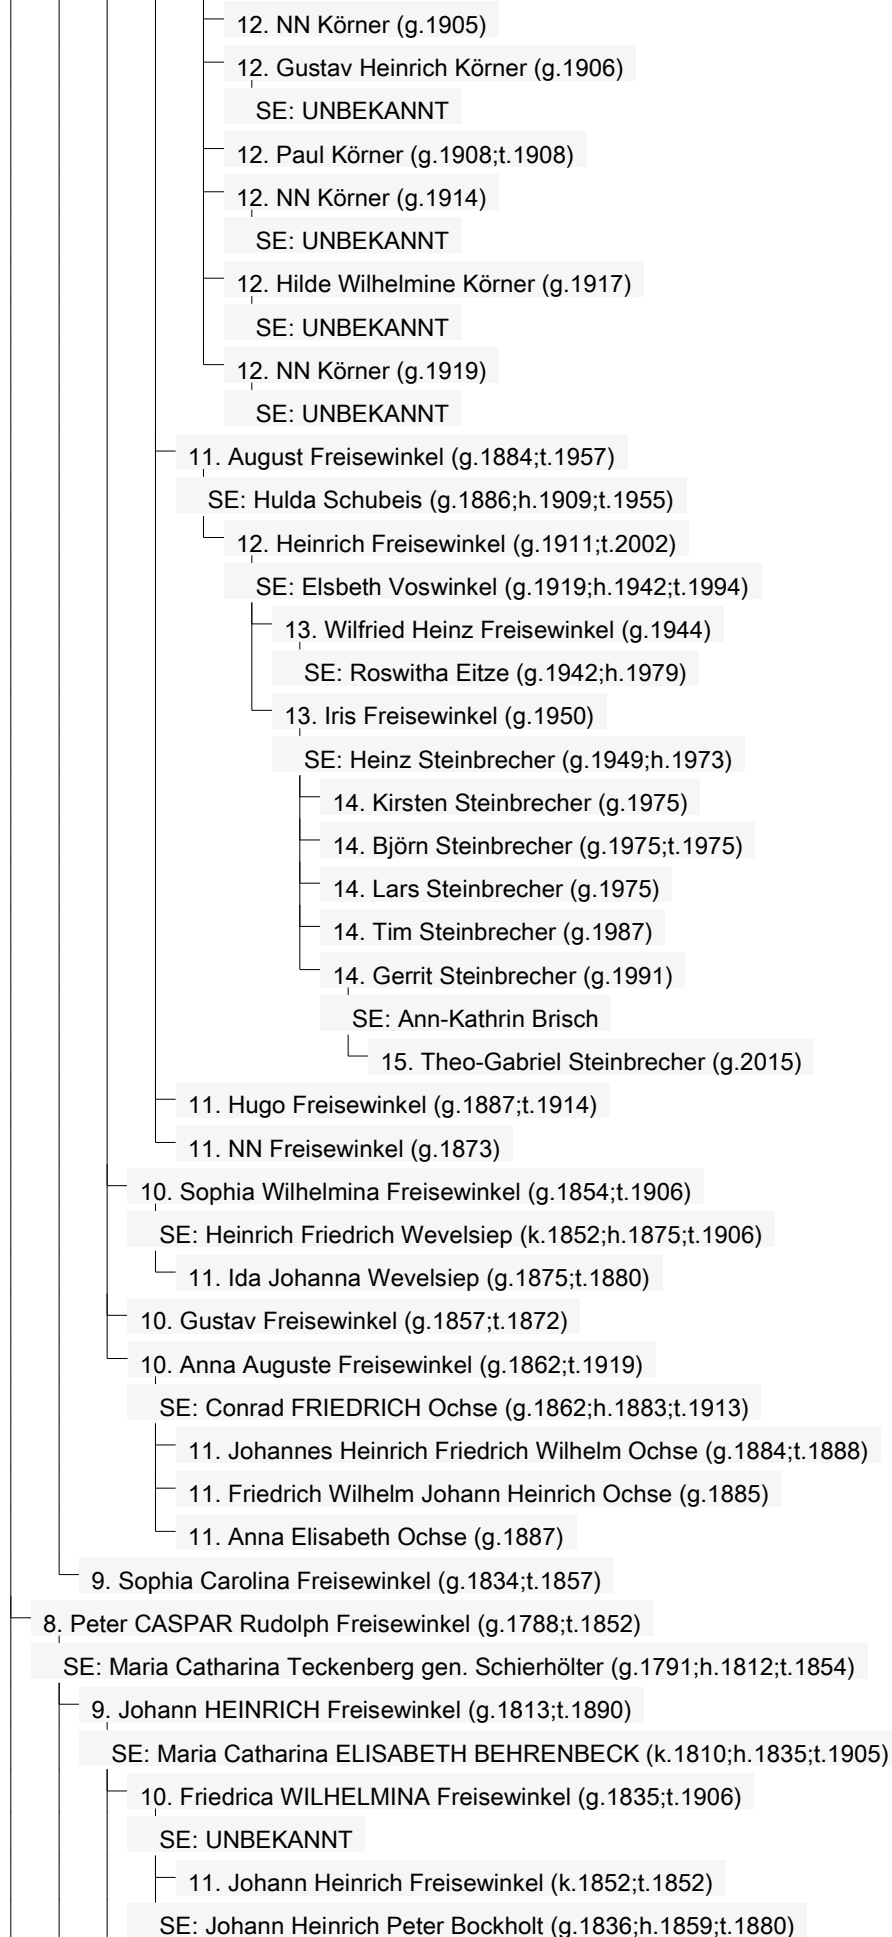 12. NN Körner (g.1905)
12. Gustav Heinrich Körner (g.1906)
SE: UNBEKANNT
12. Paul Körner (g.1908;t.1908)
12. NN Körner (g.1914)
SE: UNBEKANNT
12. Hilde Wilhelmine Körner (g.1917)
SE: UNBEKANNT
12. NN Körner (g.1919)
SE: UNBEKANNT
11. August Freisewinkel (g.1884;t.1957)
SE: Hulda Schubeis (g.1886;h.1909;t.1955)
12. Heinrich Freisewinkel (g.1911;t.2002)
SE: Elsbeth Voswinkel (g.1919;h.1942;t.1994)
13. Wilfried Heinz Freisewinkel (g.1944)
SE: Roswitha Eitze (g.1942;h.1979)
13. Iris Freisewinkel (g.1950)
SE: Heinz Steinbrecher (g.1949;h.1973)
14. Kirsten Steinbrecher (g.1975)
14. Björn Steinbrecher (g.1975;t.1975)
14. Lars Steinbrecher (g.1975)
14. Tim Steinbrecher (g.1987)
14. Gerrit Steinbrecher (g.1991)
SE: Ann-Kathrin Brisch
15. Theo-Gabriel Steinbrecher (g.2015)
11. Hugo Freisewinkel (g.1887;t.1914)
11. NN Freisewinkel (g.1873)
10. Sophia Wilhelmina Freisewinkel (g.1854;t.1906)
SE: Heinrich Friedrich Wevelsiep (k.1852;h.1875;t.1906)
11. Ida Johanna Wevelsiep (g.1875;t.1880)
10. Gustav Freisewinkel (g.1857;t.1872)
10. Anna Auguste Freisewinkel (g.1862;t.1919)
SE: Conrad FRIEDRICH Ochse (g.1862;h.1883;t.1913)
11. Johannes Heinrich Friedrich Wilhelm Ochse (g.1884;t.1888)
11. Friedrich Wilhelm Johann Heinrich Ochse (g.1885)
11. Anna Elisabeth Ochse (g.1887)
9. Sophia Carolina Freisewinkel (g.1834;t.1857)
8. Peter CASPAR Rudolph Freisewinkel (g.1788;t.1852)
SE: Maria Catharina Teckenberg gen. Schierhölter (g.1791;h.1812;t.1854)
9. Johann HEINRICH Freisewinkel (g.1813;t.1890)
SE: Maria Catharina ELISABETH BEHRENBECK (k.1810;h.1835;t.1905)
10. Friedrica WILHELMINA Freisewinkel (g.1835;t.1906)
SE: UNBEKANNT
11. Johann Heinrich Freisewinkel (k.1852;t.1852)
SE: Johann Heinrich Peter Bockholt (g.1836;h.1859;t.1880)